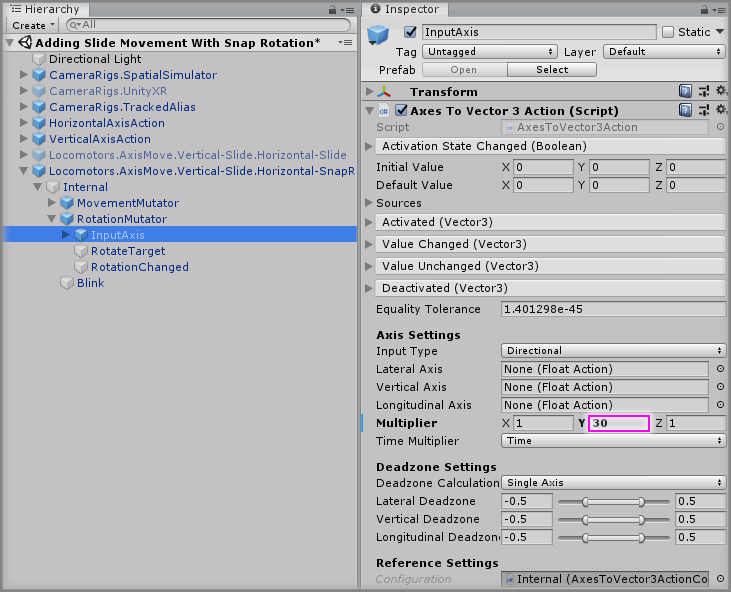 Hierarchy
Create
All
Adding Slide Movement With Snap Rotation*
Directional Light
CameraRigs.SpatialSimulator
CameraRigs.UnityXR
CameraRigs.TrackedAlias
HorizontalAxisAction
VerticalAxisAction
Locomotors.AxisMove.Vertical-Slide.Horizontal-Slide
Locomotors.AxisMove.Vertical-Slide.Horizontal-SnapR
Internal
MovementMutator
RotationMutator
InputAxis
RotateTarget
RotationChanged
Blink
Inspector
InputAxis Static
Tag Untagged Layer Default
Prefab Open Select
Transform
Axes To Vector 3 Action (Script)
Script AxesToVector3Action
Activation State Changed (Boolean)
Initial Value X 0 Y 0 Z 0
Default Value X 0 Y 0 Z 0
Sources
Activated (Vector3)
Value Changed (Vector3)
Value Unchanged (Vector3)
Deactivated (Vector3)
Equality Tolerance 1.401298e-45
Axis Settings
Input Type Directional
Lateral Axis None (Float Action)
Vertical Axis None (Float Action)
Longitudinal Axis None (Float Action)
Multiplier X 1 Y 30 Z 1
Time Multiplier Time
Deadzone Settings
Deadzone Calculation Single Axis
Lateral Deadzone -0.5 0.5
Vertical Deadzone -0.5 0.5
Longitudinal Deadzon -0.5 0.5
Reference Settings
Configuration Internal (AxesToVector3ActionCo